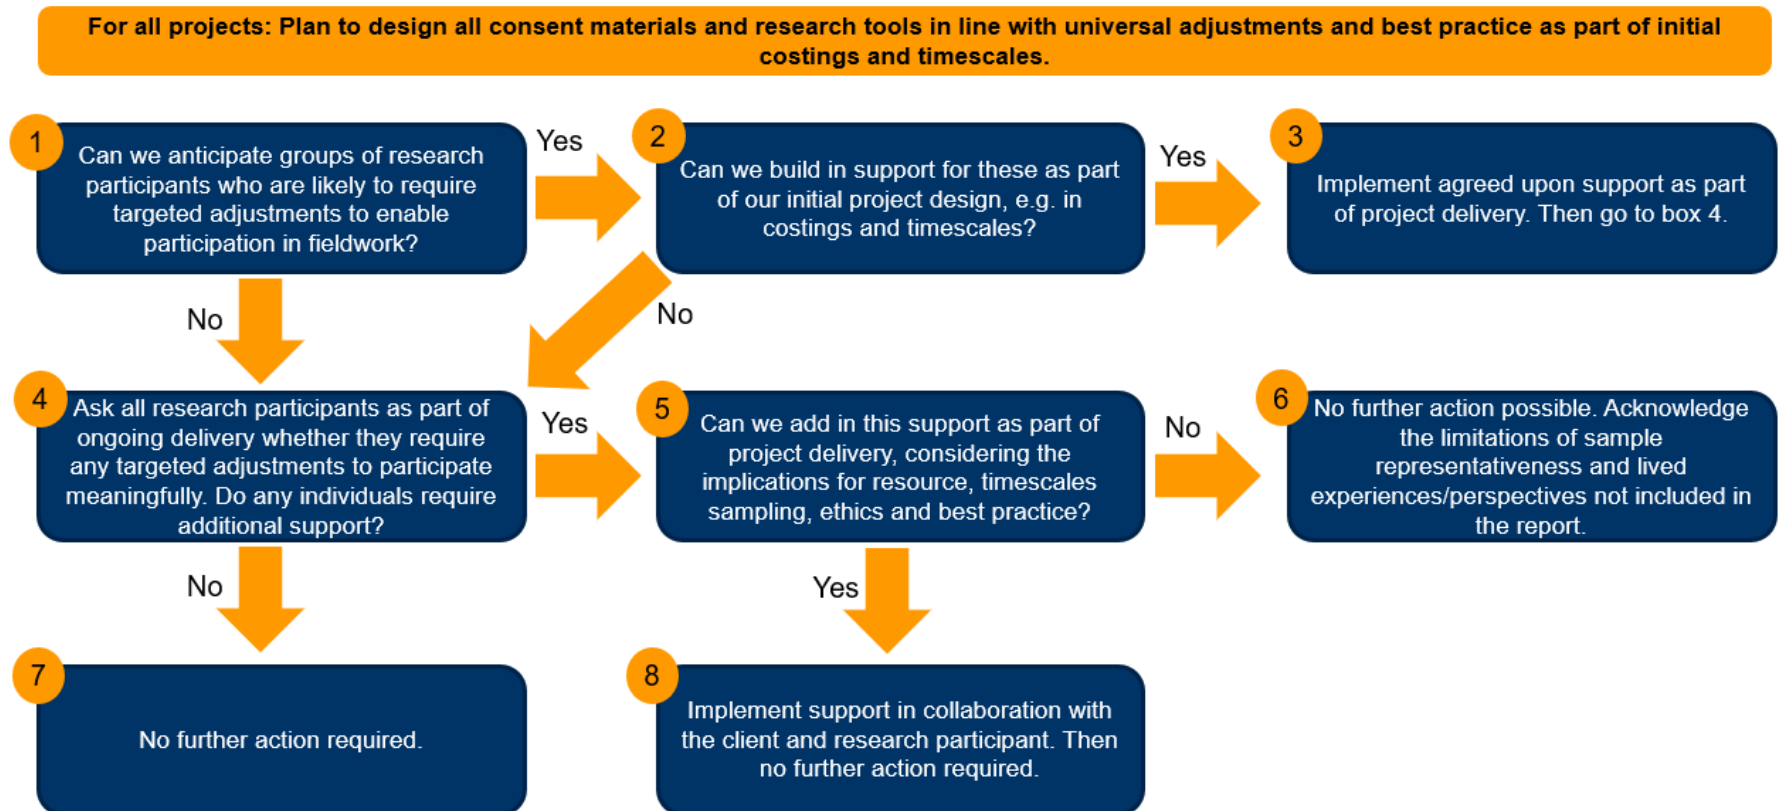 For all projects: Plan to design all consent materials and research tools in line with universal adjustments and best practice as part of initial
costings and timescales.
1
Can we anticipate groups of research
participants who are likely to require
targeted adjustments to enable
participation in fieldwork?
Yes
2
Can we build in support for these as part
of our initial project design, e.g. in
costings and timescales?
Yes
3
Implement agreed upon support as part
of project delivery. Then go to box 4.
No
No
4
Ask all research participants as part of
ongoing delivery whether they require
any targeted adjustments to participate
meaningfully. Do any individuals require
additional support?
Yes
5
Can we add in this support as part of
project delivery, considering the
implications for resource, timescales
sampling, ethics and best practice?
No
6
No further action possible. Acknowledge
the limitations of sample
representativeness and lived
experiences/perspectives not included in
the report.
No
Yes
7
No further action required.
8
Implement support in collaboration with
the client and research participant. Then
no further action required.